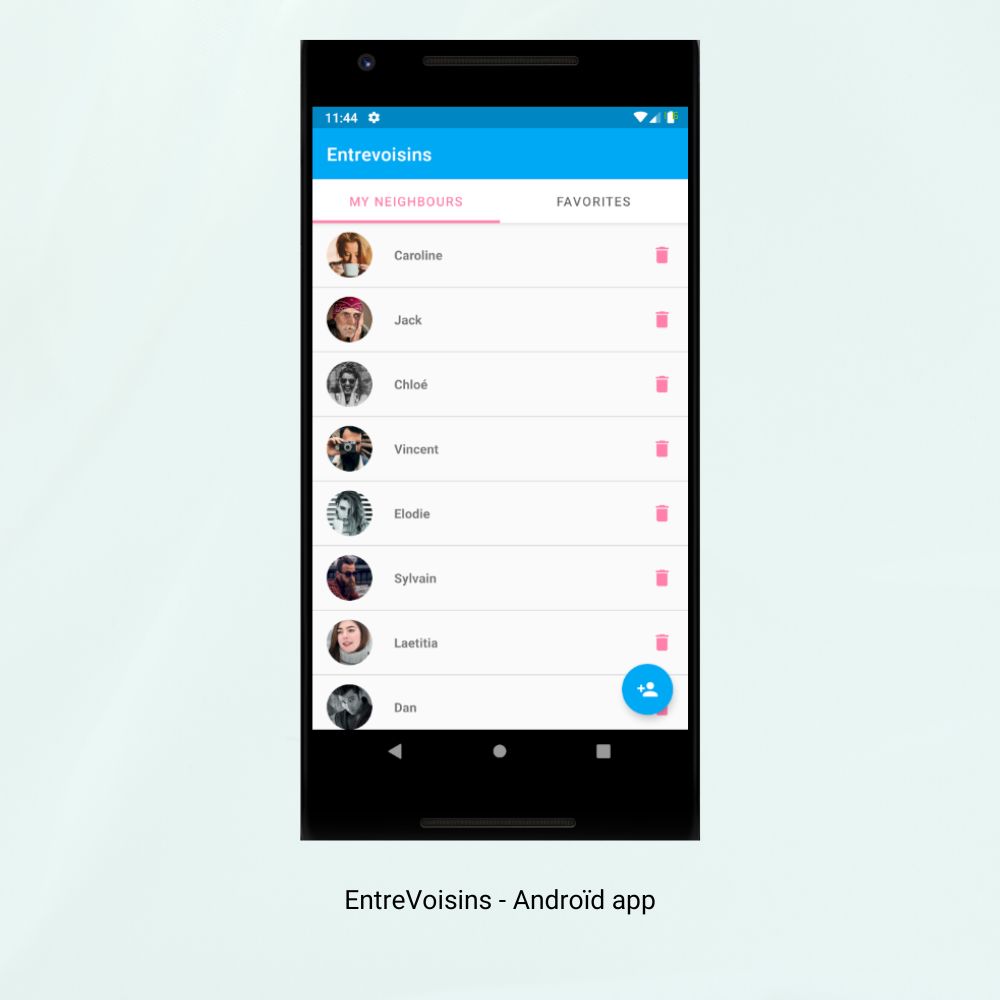 11:44
Entrevoisins
MY NEIGHBOURS FAVORITES
Caroline
Jack
Chloé
Vincent
Elodie
Sylvain
Laetitia
Dan
EntreVoisins - Androïd app